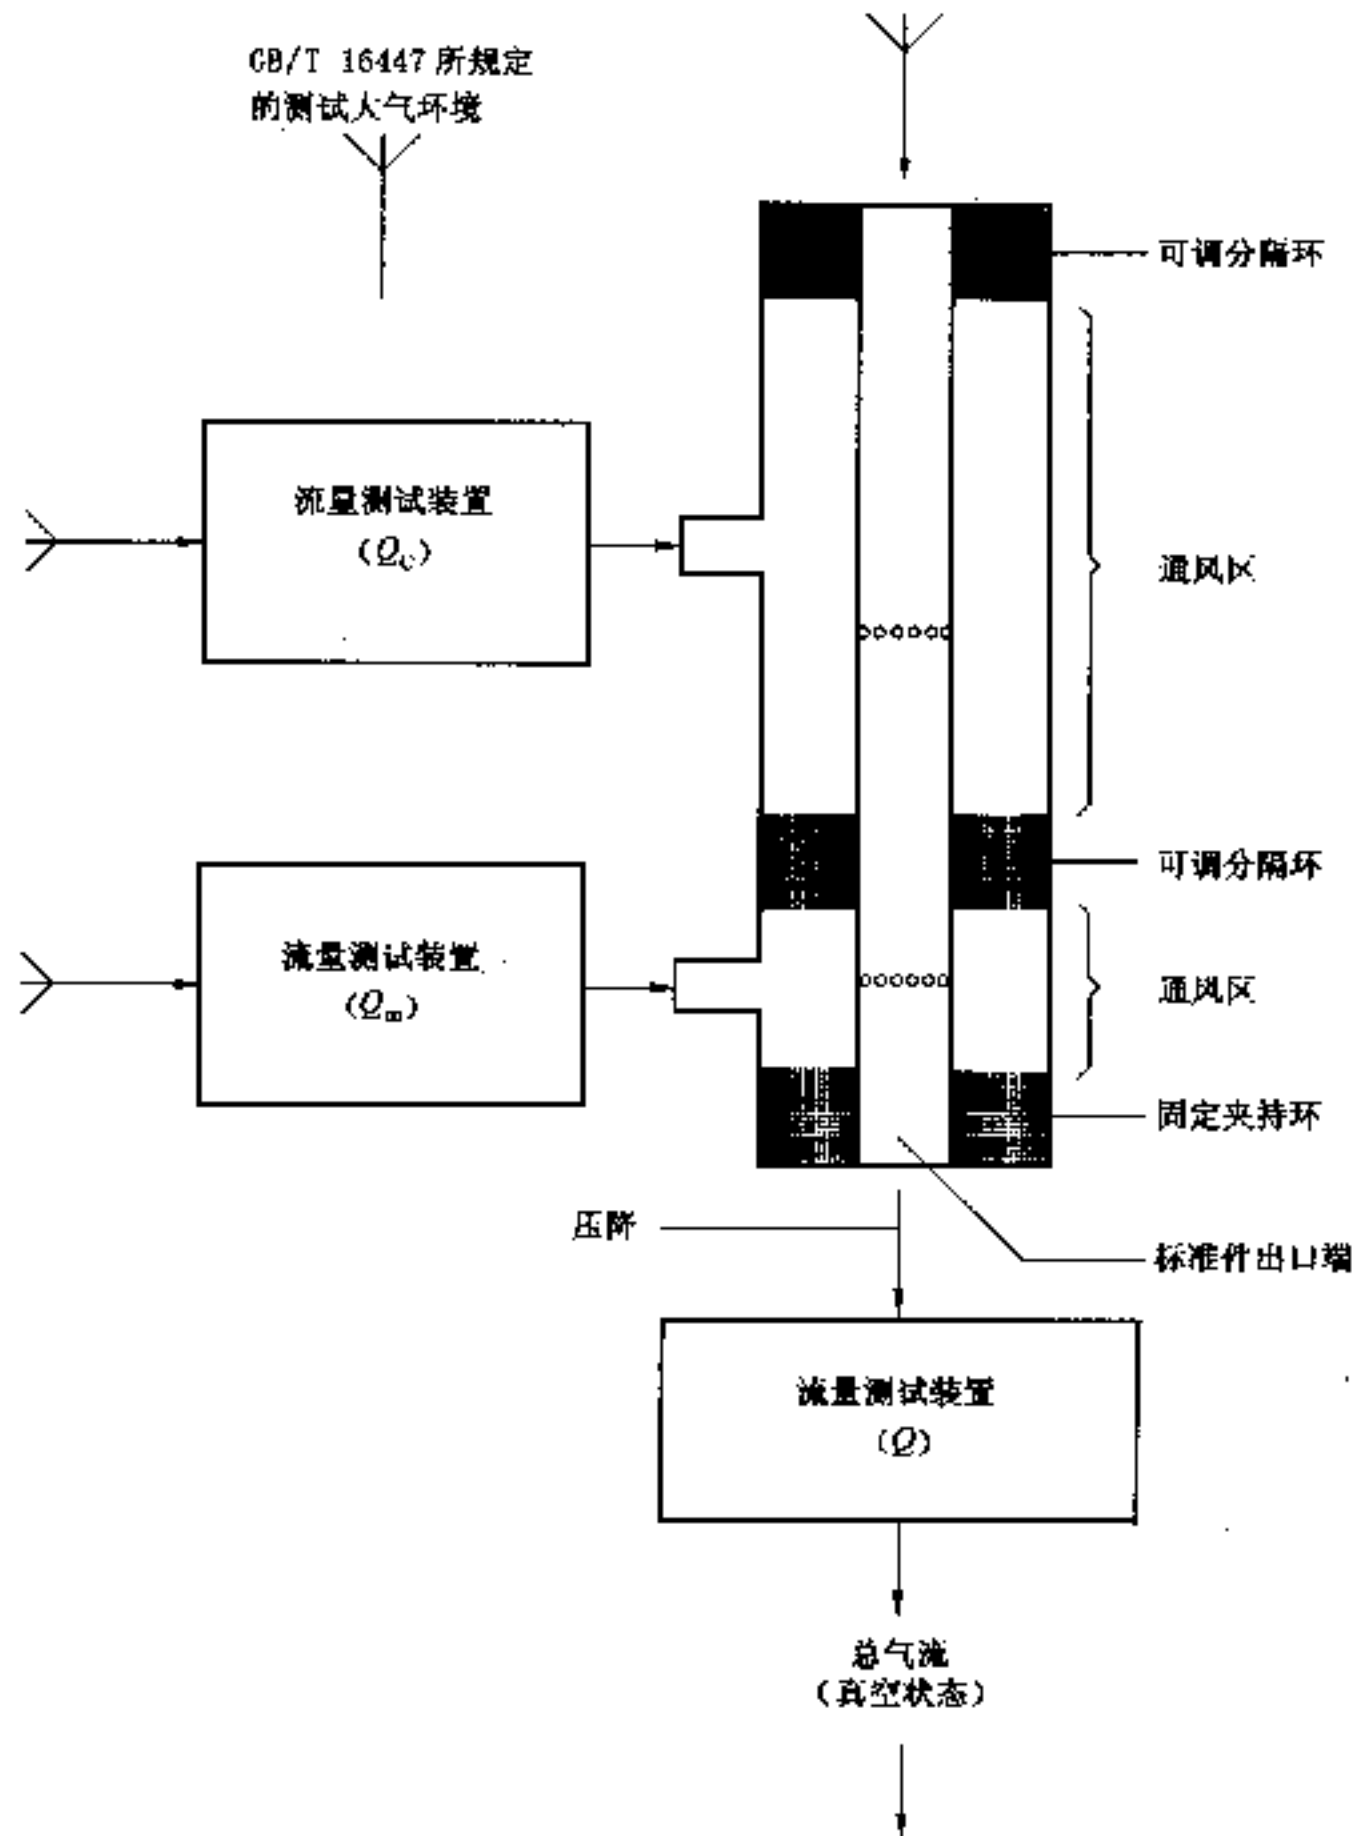 GB/T 16447 所规定
的测试大气环境
可调分隔环
流量测试装置
(Qc)
通风区
可调分隔环
流量测试装置
(Qm)
通风区
固定夹持环
压降
标准件出口端
流量测试装置
(Q)
总气流
(真空状态)